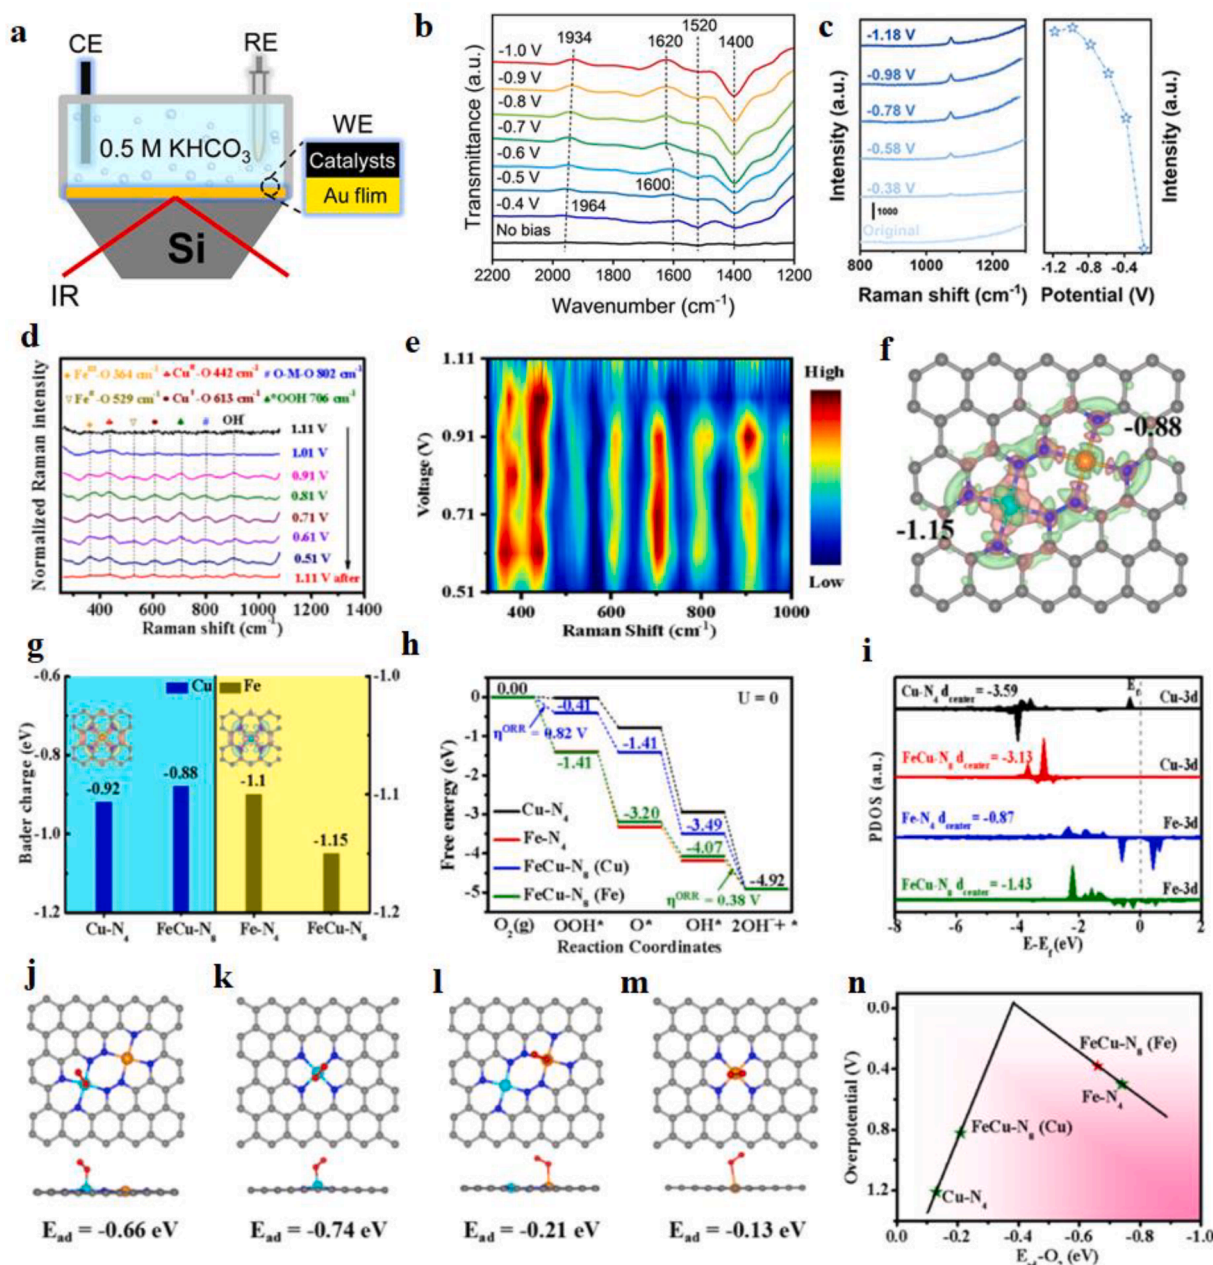 a
CE
RE
WE
0.5 M KHCO3
Catalysts
Au flim
Si
IR
b
1934
1620
1520
1400
-1.0 V
-0.9 V
-0.8 V
-0.7 V
-0.6 V
-0.5 V
-0.4 V
No bias
1600
1964
Transmittance (a.u.)
2200 2000 1800 1600 1400 1200
Wavenumber (cm-1)
c
-1.18 V
-0.98 V
-0.78 V
-0.58 V
-0.38 V
1000
Original
Intensity (a.u.)
800 1000 1200
Raman shift (cm-1)
Intensity (a.u.)
-1.2 -0.8 -0.4
Potential (V)
d
FeIII-O 364 cm-1 CuII-O 442 cm-1 # O-M-O 802 cm-1
FeII-O 529 cm-1 CuI-O 613 cm-1 *OOH 706 cm-1
# OH
1.11 V
1.01 V
0.91 V
0.81 V
0.71 V
0.61 V
0.51 V
1.11 V after
Normalized Raman intensity
400 600 800 1000 1200 1400
Raman shift (cm-1)
e
1.11
0.91
0.71
0.51
Voltage (V)
400 600 800 1000
Raman Shift (cm-1)
High
Low
f
-0.88
-1.15
g
Cu Fe
-0.6
-0.8
-1.0
-1.2
Bader charge (eV)
-0.92
-0.88
-1.1
-1.15
-1.0
-1.1
-1.2
Cu-N4 FeCu-N8 Fe-N4 FeCu-N8
h
0.00
U = 0
-0.41
ηORR = 0.82 V
-1.41
-1.41
-3.20
-3.49
-4.07
-4.92
ηORR = 0.38 V
Cu-N4
Fe-N4
FeCu-N8 (Cu)
FeCu-N8 (Fe)
0
-1
-2
-3
-4
-5
Free energy (eV)
O2(g) OOH* O* OH* 2OH-+ *
Reaction Coordinates
i
Cu-N4 dcenter = -3.59
Ef
Cu-3d
FeCu-N8 dcenter = -3.13
Cu-3d
Fe-N4 dcenter = -0.87
Fe-3d
FeCu-N8 dcenter = -1.43
Fe-3d
PDOS (a.u.)
-8 -6 -4 -2 0 2
E-Ef(eV)
j
Ead = -0.66 eV
k
Ead = -0.74 eV
l
Ead = -0.21 eV
m
Ead = -0.13 eV
n
0.0
0.4
0.8
1.2
Overpotential (V)
FeCu-N8 (Fe)
Fe-N4
FeCu-N8 (Cu)
Cu-N4
0.0 -0.2 -0.4 -0.6 -0.8 -1.0